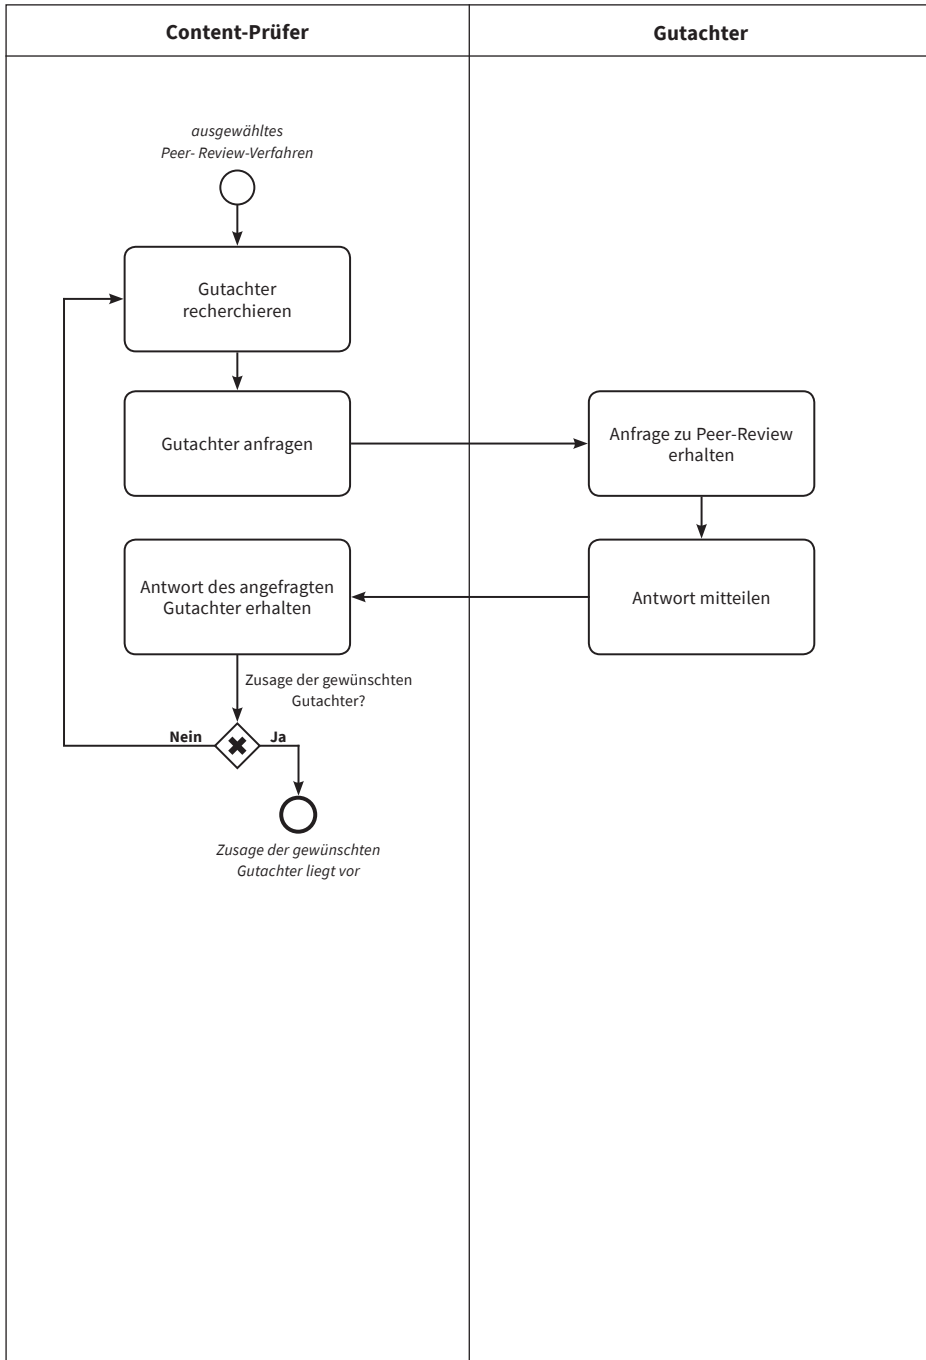 Content-Prüfer
Gutachter
ausgewähltes
Peer- Review-Verfahren
Gutachter
recherchieren
Gutachter anfragen
Anfrage zu Peer-Review
erhalten
Antwort des angefragten
Gutachter erhalten
Antwort mitteilen
Zusage der gewünschten
Gutachter?
Nein
Ja
Zusage der gewünschten
Gutachter liegt vor